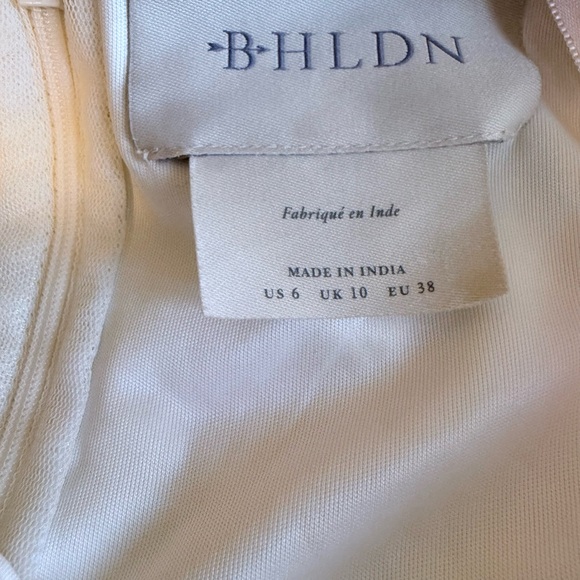 BHLDN
Fabriqué en Inde
MADE IN INDIA
US 6 UK 10 EU 38